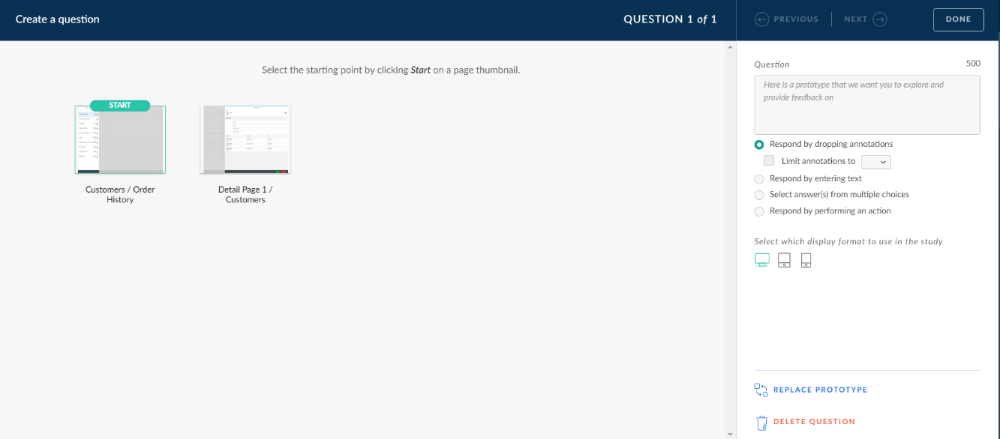 Create a question
QUESTION 1 of 1
PREVIOUS
NEXT
DONE
Select the starting point by clicking Start on a page thumbnail.
START
Customers / Order
History
Detail Page 1 /
Customers
Question
500
Here is a prototype that we want you to explore and
provide feedback on
Respond by dropping annotations
Limit annotations to
Respond by entering text
Select answer(s) from multiple choices
Respond by performing an action
Select which display format to use in the study
REPLACE PROTOTYPE
DELETE QUESTION